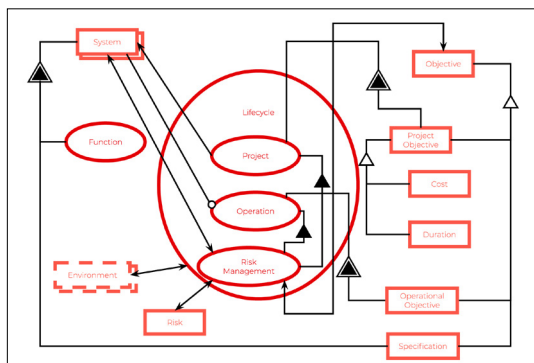 System
Objective
Lifecycle
Function
Project
Project
Objective
Cost
Operation
Duration
Risk
Management
Environment
Operational
Objective
Risk
Specification